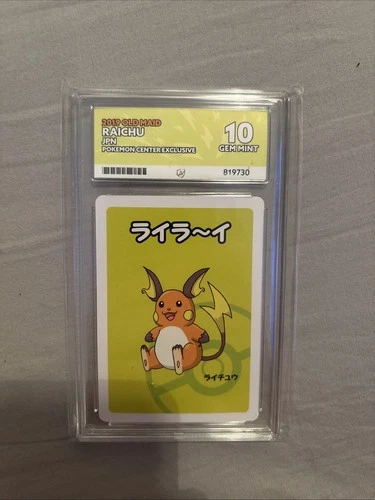 2019 OLD MAID
RAICHU
JPN
POKEMON CENTER EXCLUSIVE
10
GEM MINT
819730
ライラ〜イ
ライチュウ